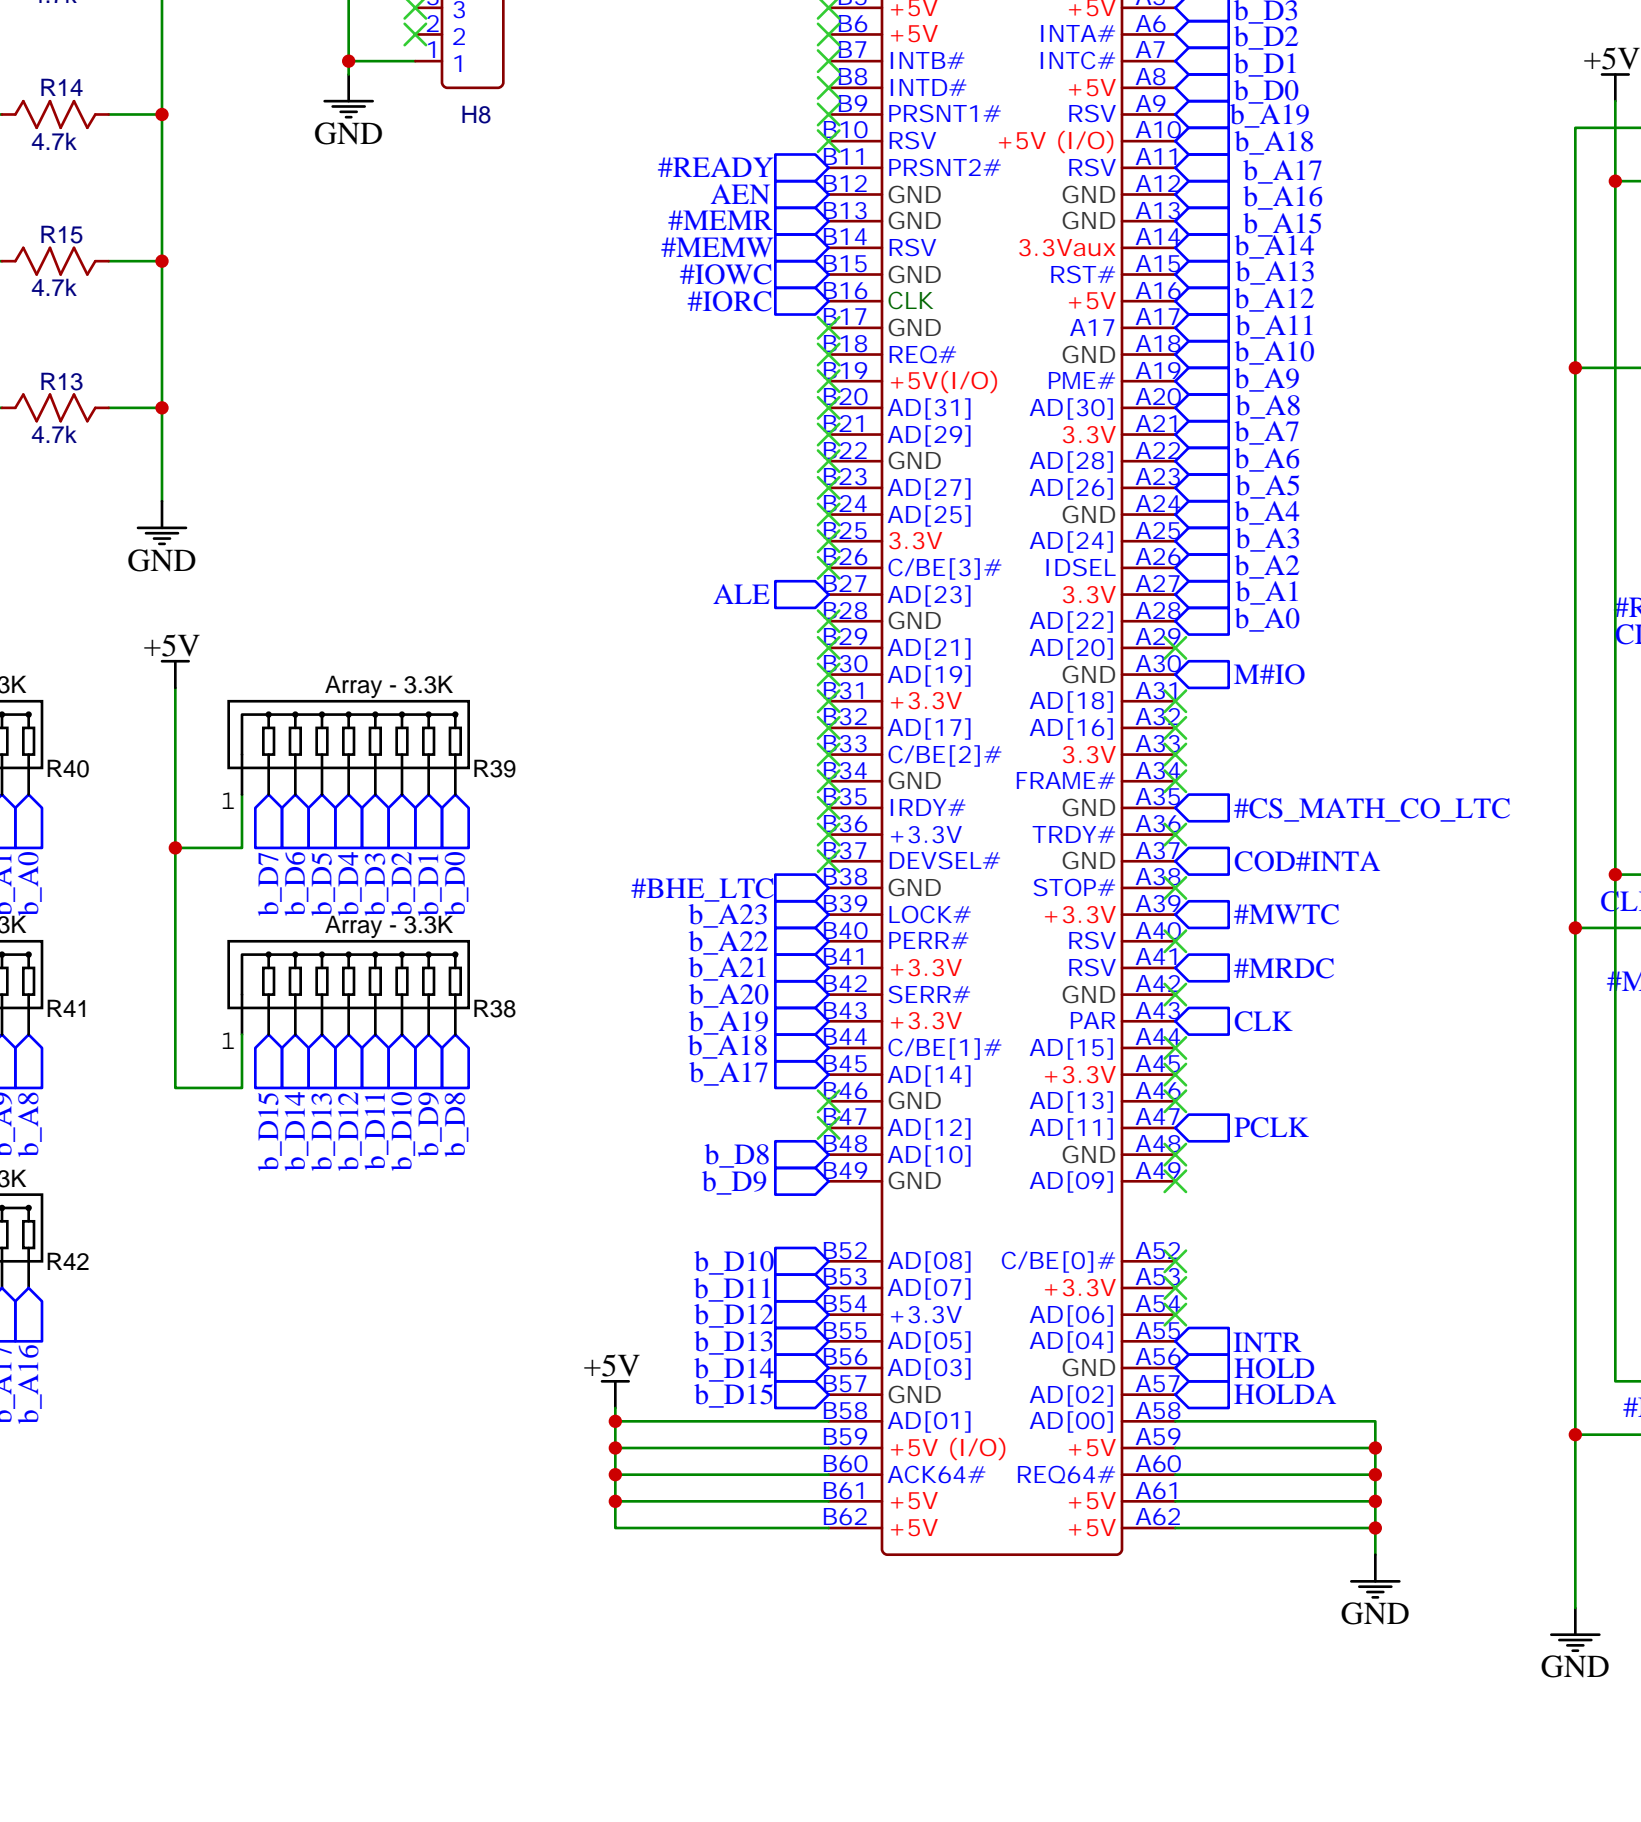 3
2 2
1 1
H8
GND
R14
4.7k
R15
4.7k
R13
4.7k
GND
+5V
3K
R40
Array - 3.3K
R39
1
b_A1
b_A0
b_D7
b_D6
b_D5
b_D4
b_D3
b_D2
b_D1
b_D0
3K
R41
Array - 3.3K
R38
1
b_A9
b_A8
b_D15
b_D14
b_D13
b_D12
b_D11
b_D10
b_D9
b_D8
3K
R42
b_A17
b_A16
+5V +5V b_D3
B6 +5V INTA# A6 b_D2
B7 INTB# INTC# A7 b_D1
B8 INTD# +5V A8 b_D0
B9 PRSNT1# RSV A9 b_A19
B10 RSV +5V (I/O) A10 b_A18
#READY B11 PRSNT2# RSV A11 b_A17
AEN B12 GND GND A12 b_A16
#MEMR B13 GND GND A13 b_A15
#MEMW B14 RSV 3.3Vaux A14 b_A14
#IOWC B15 GND RST# A15 b_A13
#IORC B16 CLK +5V A16 b_A12
B17 GND A17 A17 b_A11
B18 REQ# GND A18 b_A10
B19 +5V(I/O) PME# A19 b_A9
B20 AD[31] AD[30] A20 b_A8
B21 AD[29] 3.3V A21 b_A7
B22 GND AD[28] A22 b_A6
B23 AD[27] AD[26] A23 b_A5
B24 AD[25] GND A24 b_A4
B25 3.3V AD[24] A25 b_A3
B26 C/BE[3]# IDSEL A26 b_A2
ALE B27 AD[23] 3.3V A27 b_A1
B28 GND AD[22] A28 b_A0
B29 AD[21] AD[20] A29
B30 AD[19] GND A30 M#IO
B31 +3.3V AD[18] A31
B32 AD[17] AD[16] A32
B33 C/BE[2]# 3.3V A33
B34 GND FRAME# A34
B35 IRDY# GND A35 #CS_MATH_CO_LTC
B36 +3.3V TRDY# A36
B37 DEVSEL# GND A37 COD#INTA
#BHE_LTC B38 GND STOP# A38
b_A23 B39 LOCK# +3.3V A39 #MWTC
b_A22 B40 PERR# RSV A40
b_A21 B41 +3.3V RSV A41 #MRDC
b_A20 B42 SERR# GND A42
b_A19 B43 +3.3V PAR A43 CLK
b_A18 B44 C/BE[1]# AD[15] A44
b_A17 B45 AD[14] +3.3V A45
B46 GND AD[13] A46
B47 AD[12] AD[11] A47 PCLK
b_D8 B48 AD[10] GND A48
b_D9 B49 GND AD[09] A49
b_D10 B52 AD[08] C/BE[0]# A52
b_D11 B53 AD[07] +3.3V A53
b_D12 B54 +3.3V AD[06] A54
b_D13 B55 AD[05] AD[04] A55 INTR
b_D14 B56 AD[03] GND A56 HOLD
b_D15 B57 GND AD[02] A57 HOLDA
+5V
B58 AD[01] AD[00] A58
B59 +5V (I/O) +5V A59
B60 ACK64# REQ64# A60
B61 +5V +5V A61
B62 +5V +5V A62
GND
+5V
GND